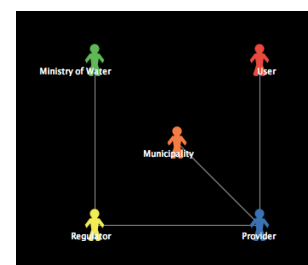 Ministry of Water
User
Municipality
Regulator
Provider